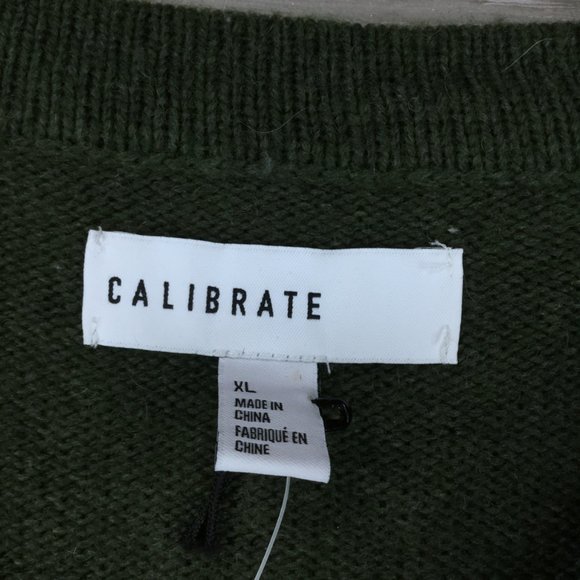 CALIBRATE
XL
MADE IN
CHINA
FABRIQUÉ EN
CHINE